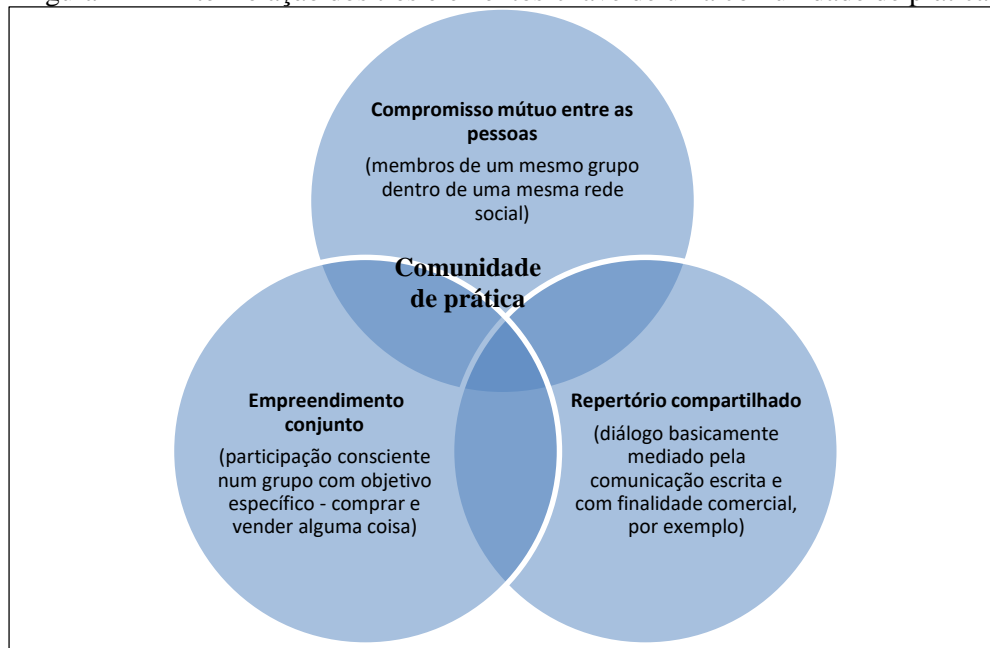 Compromisso mútuo entre as
pessoas
(membros de um mesmo grupo
dentro de uma mesma rede
social)
Comunidade
de prática
Empreendimento
conjunto
(participação consciente
num grupo com objetivo
específico - comprar e
vender alguma coisa)
Repertório compartilhado
(diálogo basicamente
mediado pela
comunicação escrita e
com finalidade comercial,
por exemplo)